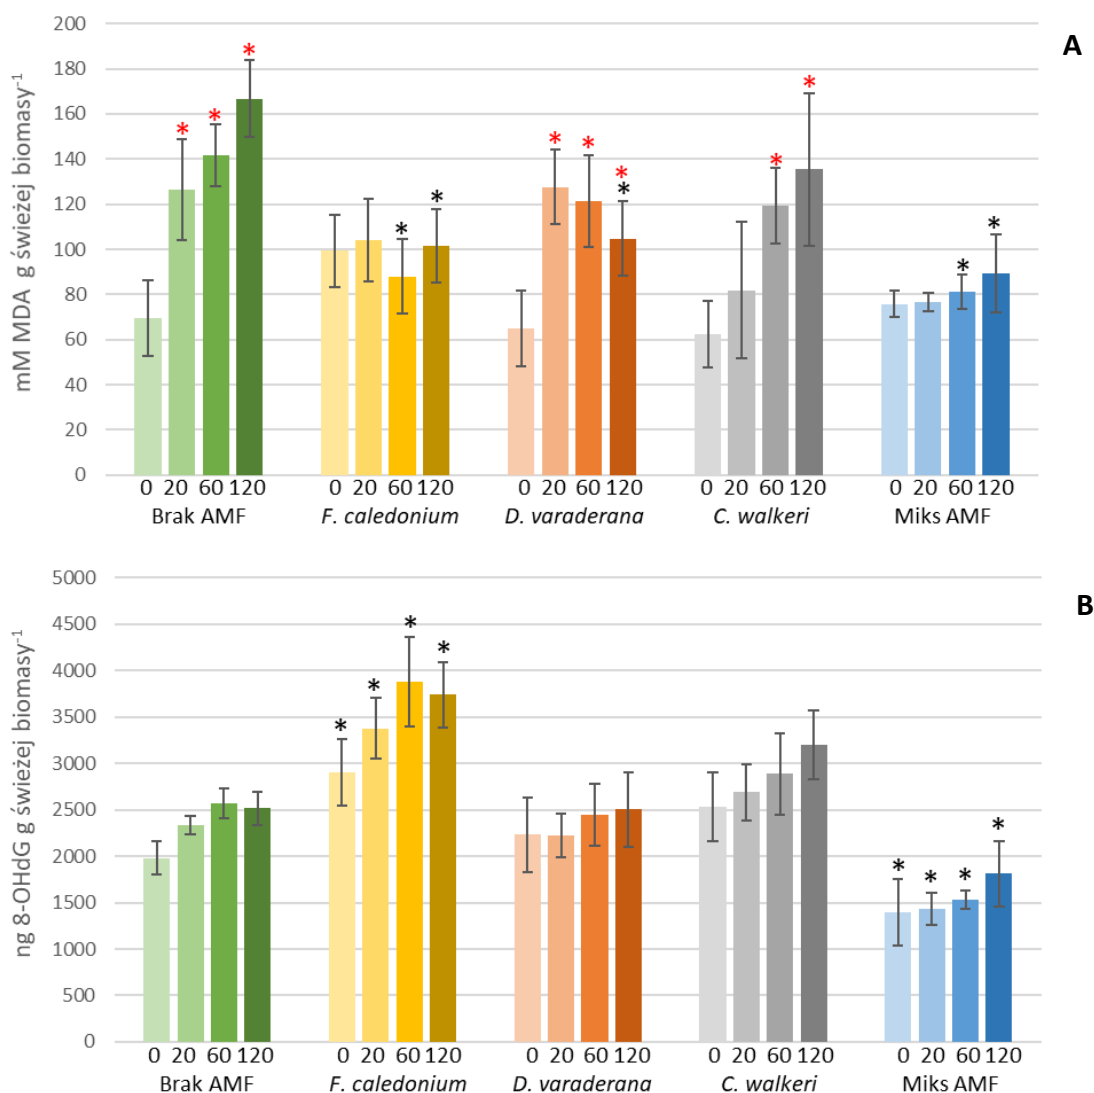 A
mM MDA g świeżej biomasy⁻¹
200
180
160
140
120
100
80
60
40
20
0
* * * * * * * * * * * * *
0 20 60 120 0 20 60 120 0 20 60 120 0 20 60 120 0 20 60 120
Brak AMF F. caledonium D. varaderana C. walkeri Miks AMF
B
ng 8-OHdG g świeżej biomasy⁻¹
5000
4500
4000
3500
3000
2500
2000
1500
1000
500
0
* * * * * * * *
0 20 60 120 0 20 60 120 0 20 60 120 0 20 60 120 0 20 60 120
Brak AMF F. caledonium D. varaderana C. walkeri Miks AMF